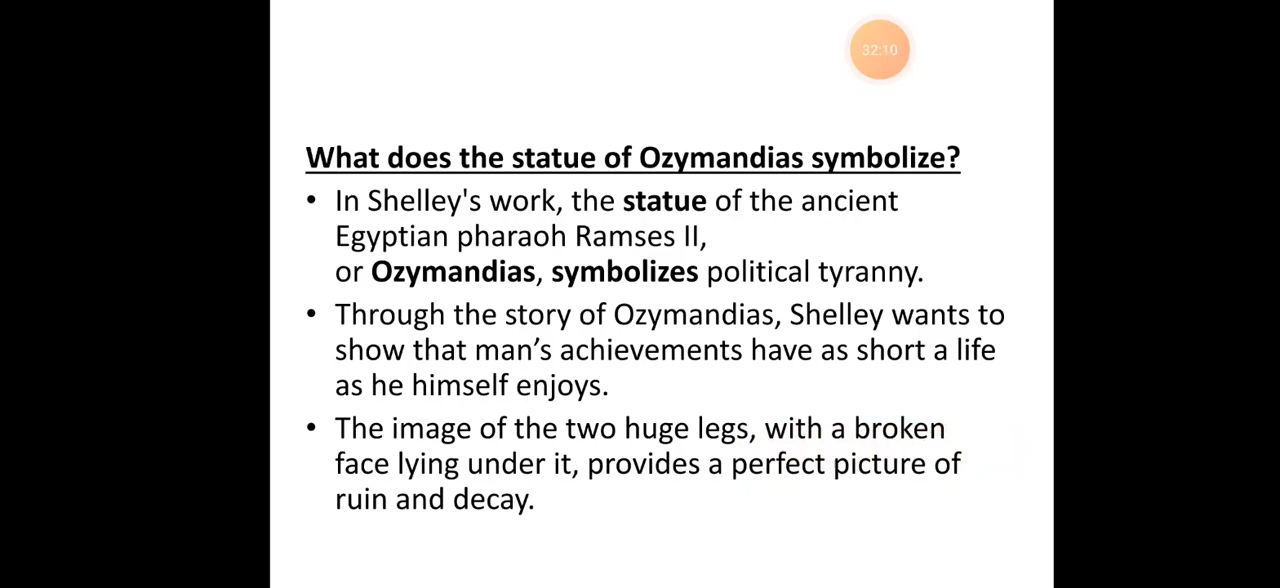 32:10
What does the statue of Ozymandias symbolize?
• In Shelley's work, the statue of the ancient
Egyptian pharaoh Ramses II,
or Ozymandias, symbolizes political tyranny.
• Through the story of Ozymandias, Shelley wants to
show that man’s achievements have as short a life
as he himself enjoys.
• The image of the two huge legs, with a broken
face lying under it, provides a perfect picture of
ruin and decay.